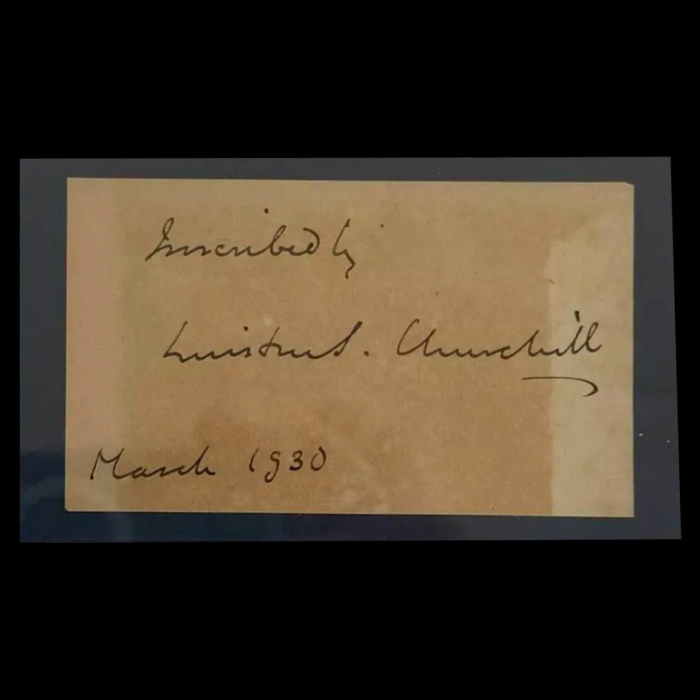 Inscribed by
Winston S. Churchill
March 1930